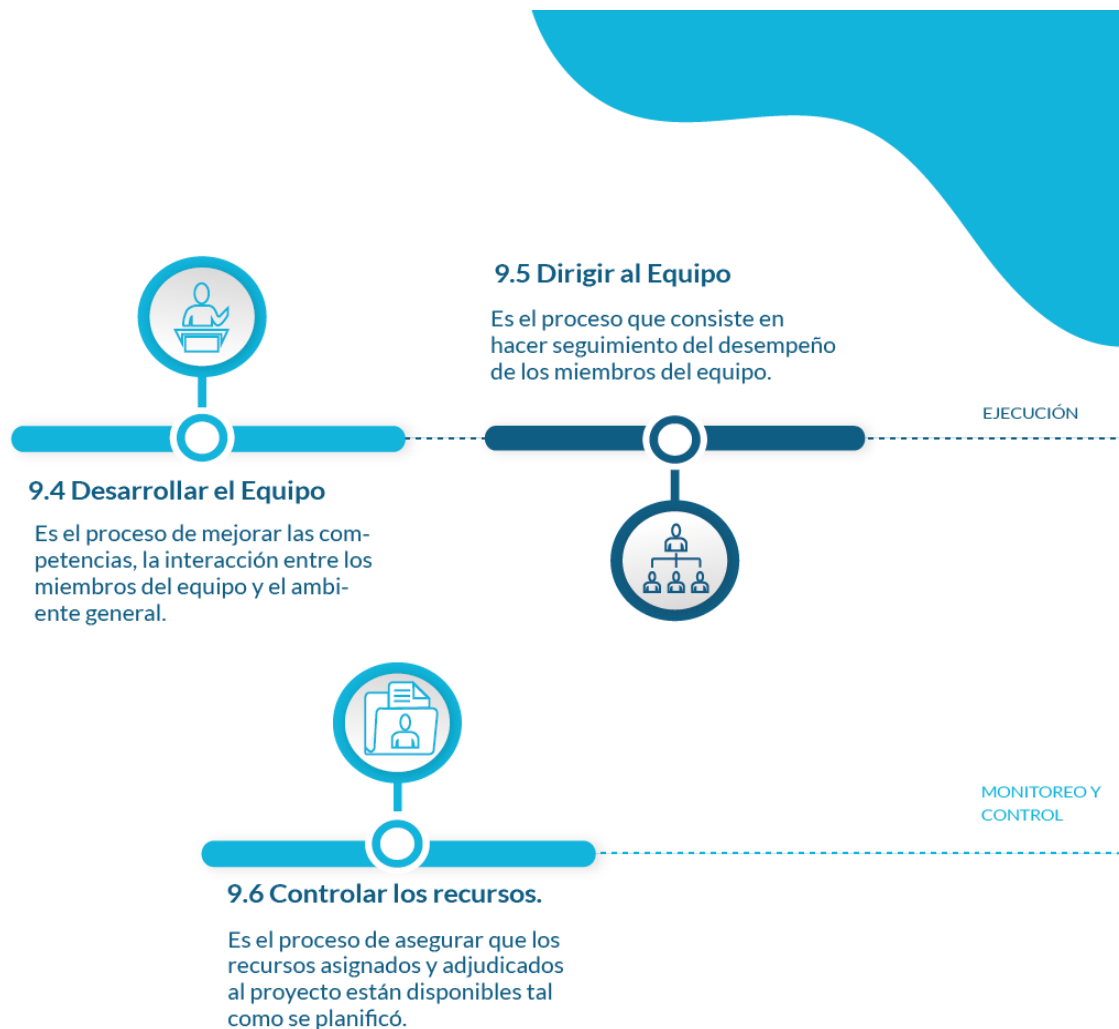 9.5 Dirigir al Equipo
Es el proceso que consiste en
hacer seguimiento del desempeño
de los miembros del equipo.
EJECUCIÓN
9.4 Desarrollar el Equipo
Es el proceso de mejorar las com-
petencias, la interacción entre los
miembros del equipo y el ambi-
ente general.
MONITOREO Y
CONTROL
9.6 Controlar los recursos.
Es el proceso de asegurar que los
recursos asignados y adjudicados
al proyecto están disponibles tal
como se planificó.